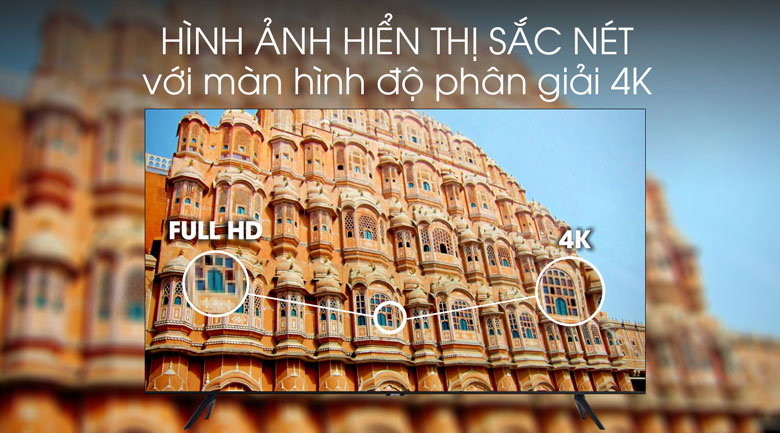 HÌNH ẢNH HIỂN THỊ SẮC NÉT
với màn hình độ phân giải 4K
FULL HD
4K